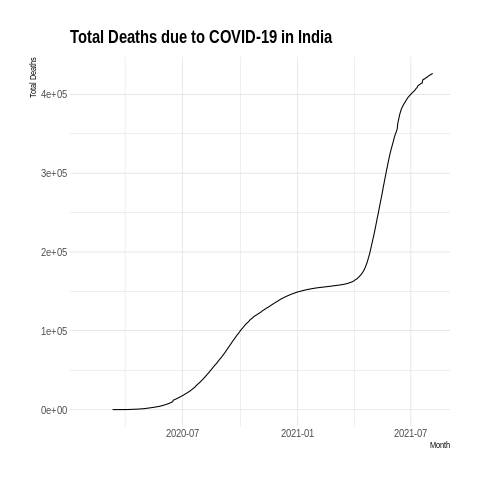 Total Deaths due to COVID-19 in India
Total Deaths
4e+05
3e+05
2e+05
1e+05
0e+00
2020-07
2021-01
2021-07
Month